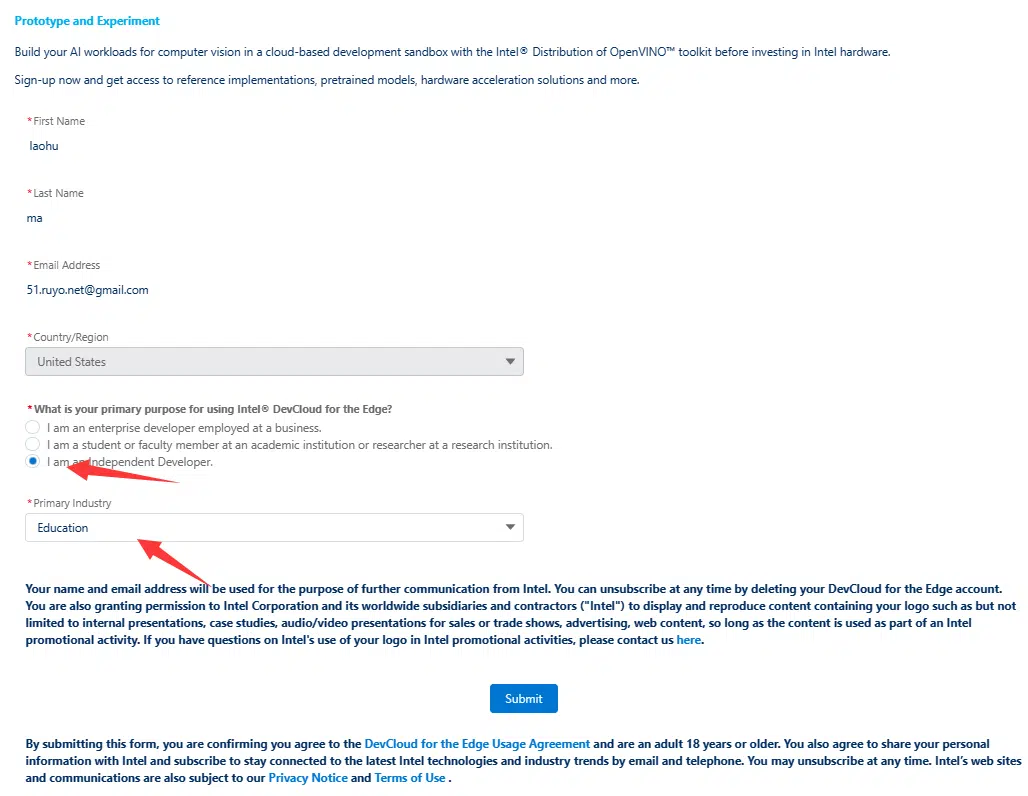 Prototype and Experiment
Build your AI workloads for computer vision in a cloud-based development sandbox with the Intel® Distribution of OpenVINO™ toolkit before investing in Intel hardware.
Sign-up now and get access to reference implementations, pretrained models, hardware acceleration solutions and more.
*First Name
laohu
*Last Name
ma
*Email Address
51.ruyo.net@gmail.com
*Country/Region
United States
*What is your primary purpose for using Intel® DevCloud for the Edge?
I am an enterprise developer employed at a business.
I am a student or faculty member at an academic institution or researcher at a research institution.
I am an Independent Developer.
*Primary Industry
Education
Your name and email address will be used for the purpose of further communication from Intel. You can unsubscribe at any time by deleting your DevCloud for the Edge account.
You are also granting permission to Intel Corporation and its worldwide subsidiaries and contractors ("Intel") to display and reproduce content containing your logo such as but not
limited to internal presentations, case studies, audio/video presentations for sales or trade shows, advertising, web content, so long as the content is used as part of an Intel
promotional activity. If you have questions on Intel's use of your logo in Intel promotional activities, please contact us here.
Submit
By submitting this form, you are confirming you agree to the DevCloud for the Edge Usage Agreement and are an adult 18 years or older. You also agree to share your personal
information with Intel and subscribe to stay connected to the latest Intel technologies and industry trends by email and telephone. You may unsubscribe at any time. Intel's web sites
and communications are also subject to our Privacy Notice and Terms of Use .